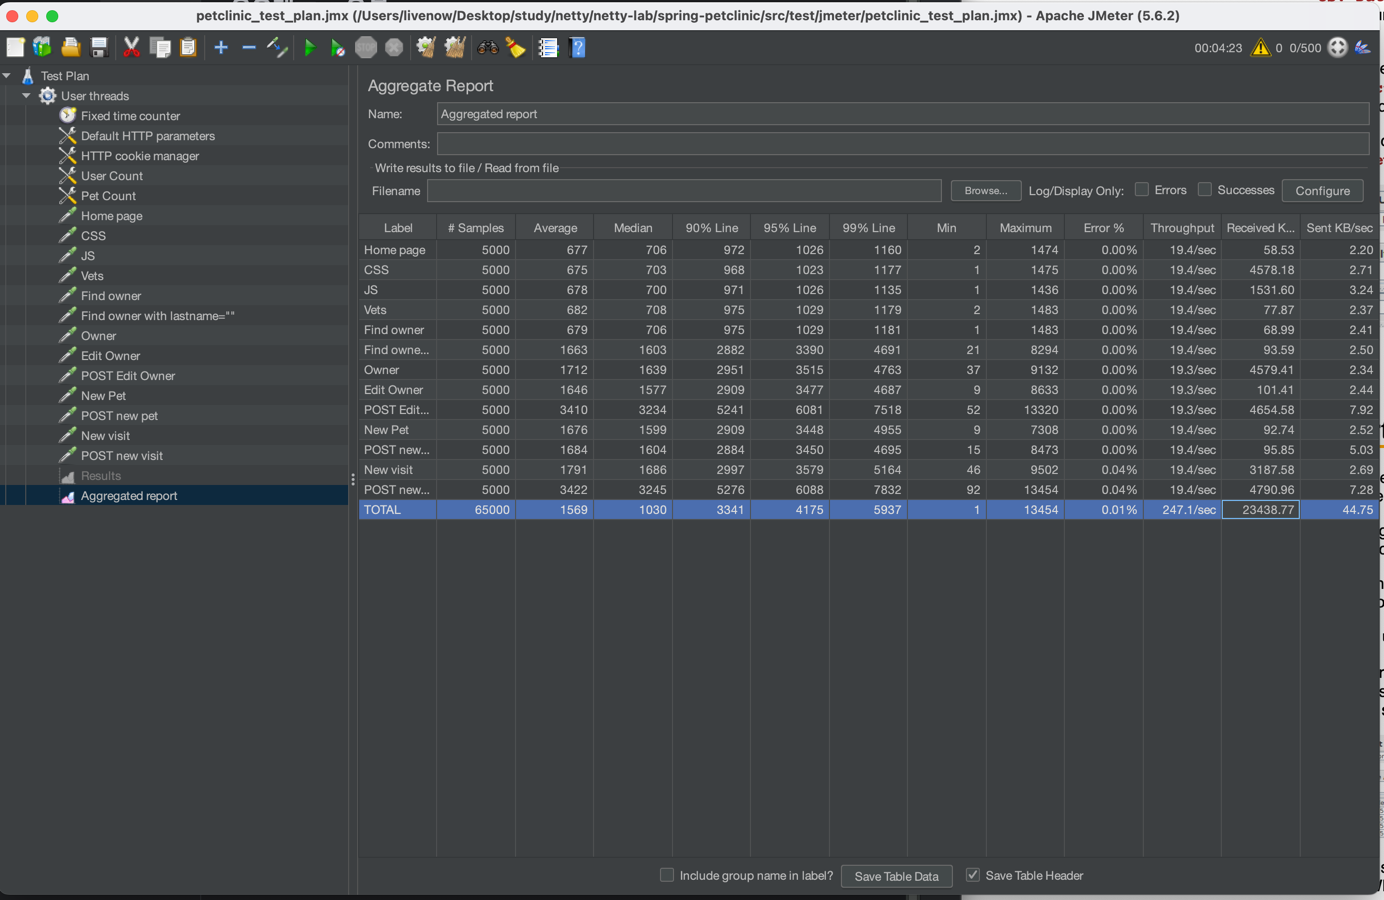 petclinic_test_plan.jmx (/Users/livenow/Desktop/study/netty/netty-lab/spring-petclinic/src/test/jmeter/petclinic_test_plan.jmx) - Apache JMeter (5.6.2)
00:04:23 0 0/500
Test Plan
User threads
Fixed time counter
Default HTTP parameters
HTTP cookie manager
User Count
Pet Count
Home page
CSS
JS
Vets
Find owner
Find owner with lastname=""
Owner
Edit Owner
POST Edit Owner
New Pet
POST new pet
New visit
POST new visit
Results
Aggregated report
Aggregate Report
Name: Aggregated report
Comments:
Write results to file / Read from file
Filename Browse... Log/Display Only: Errors Successes Configure
Label # Samples Average Median 90% Line 95% Line 99% Line Min Maximum Error % Throughput Received K... Sent KB/sec
Home page 5000 677 706 972 1026 1160 2 1474 0.00% 19.4/sec 58.53 2.20
CSS 5000 675 703 968 1023 1177 1 1475 0.00% 19.4/sec 4578.18 2.71
JS 5000 678 700 971 1026 1135 1 1436 0.00% 19.4/sec 1531.60 3.24
Vets 5000 682 708 975 1029 1179 2 1483 0.00% 19.4/sec 77.87 2.37
Find owner 5000 679 706 975 1029 1181 1 1483 0.00% 19.4/sec 68.99 2.41
Find owne... 5000 1663 1603 2882 3390 4691 21 8294 0.00% 19.4/sec 93.59 2.50
Owner 5000 1712 1639 2951 3515 4763 37 9132 0.00% 19.4/sec 4579.41 2.34
Edit Owner 5000 1646 1577 2909 3477 4687 9 8633 0.00% 19.3/sec 101.41 2.44
POST Edit... 5000 3410 3234 5241 6081 7518 52 13320 0.00% 19.3/sec 4654.58 7.92
New Pet 5000 1676 1599 2909 3448 4955 9 7308 0.00% 19.4/sec 92.74 2.52
POST new... 5000 1684 1604 2884 3450 4695 15 8473 0.00% 19.4/sec 95.85 5.03
New visit 5000 1791 1686 2997 3579 5164 46 9502 0.04% 19.4/sec 3187.58 2.69
POST new... 5000 3422 3245 5276 6088 7832 92 13454 0.04% 19.4/sec 4790.96 7.28
TOTAL 65000 1569 1030 3341 4175 5937 1 13454 0.01% 247.1/sec 23438.77 44.75
Include group name in label? Save Table Data Save Table Header